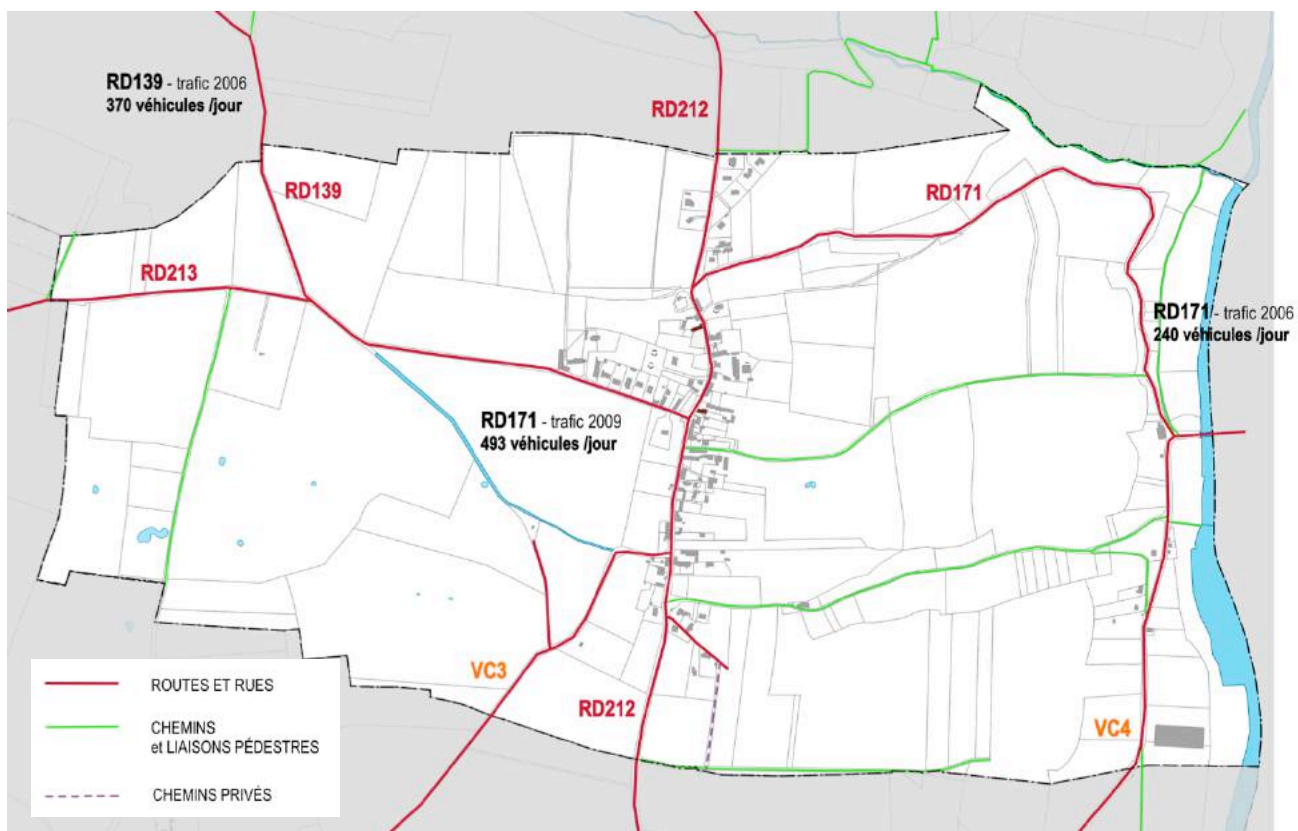 RD139 - trafic 2006
370 véhicules /jour
RD212
RD139
RD171
RD213
RD171 - trafic 2006
240 véhicules /jour
RD171 - trafic 2009
493 véhicules /jour
VC3
RD212
VC4
ROUTES ET RUES
CHEMINS
et LIAISONS PÉDESTRES
CHEMINS PRIVÉS